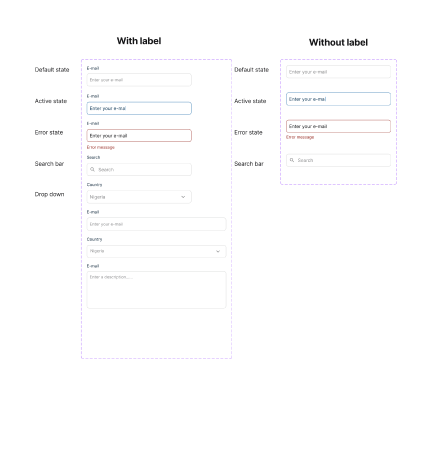 With label
Without label
Default state
E-mail
Enter your e-mail
Active state
E-mail
Enter your e-mai
Error state
E-mail
Enter your e-mail
Error message
Search bar
Search
Search
Drop down
Country
Nigeria
E-mail
Enter your e-mail
Country
Nigeria
E-mail
Enter a description.....
Default state
Enter your e-mail
Active state
Enter your e-mai
Error state
Enter your e-mail
Error message
Search bar
Search